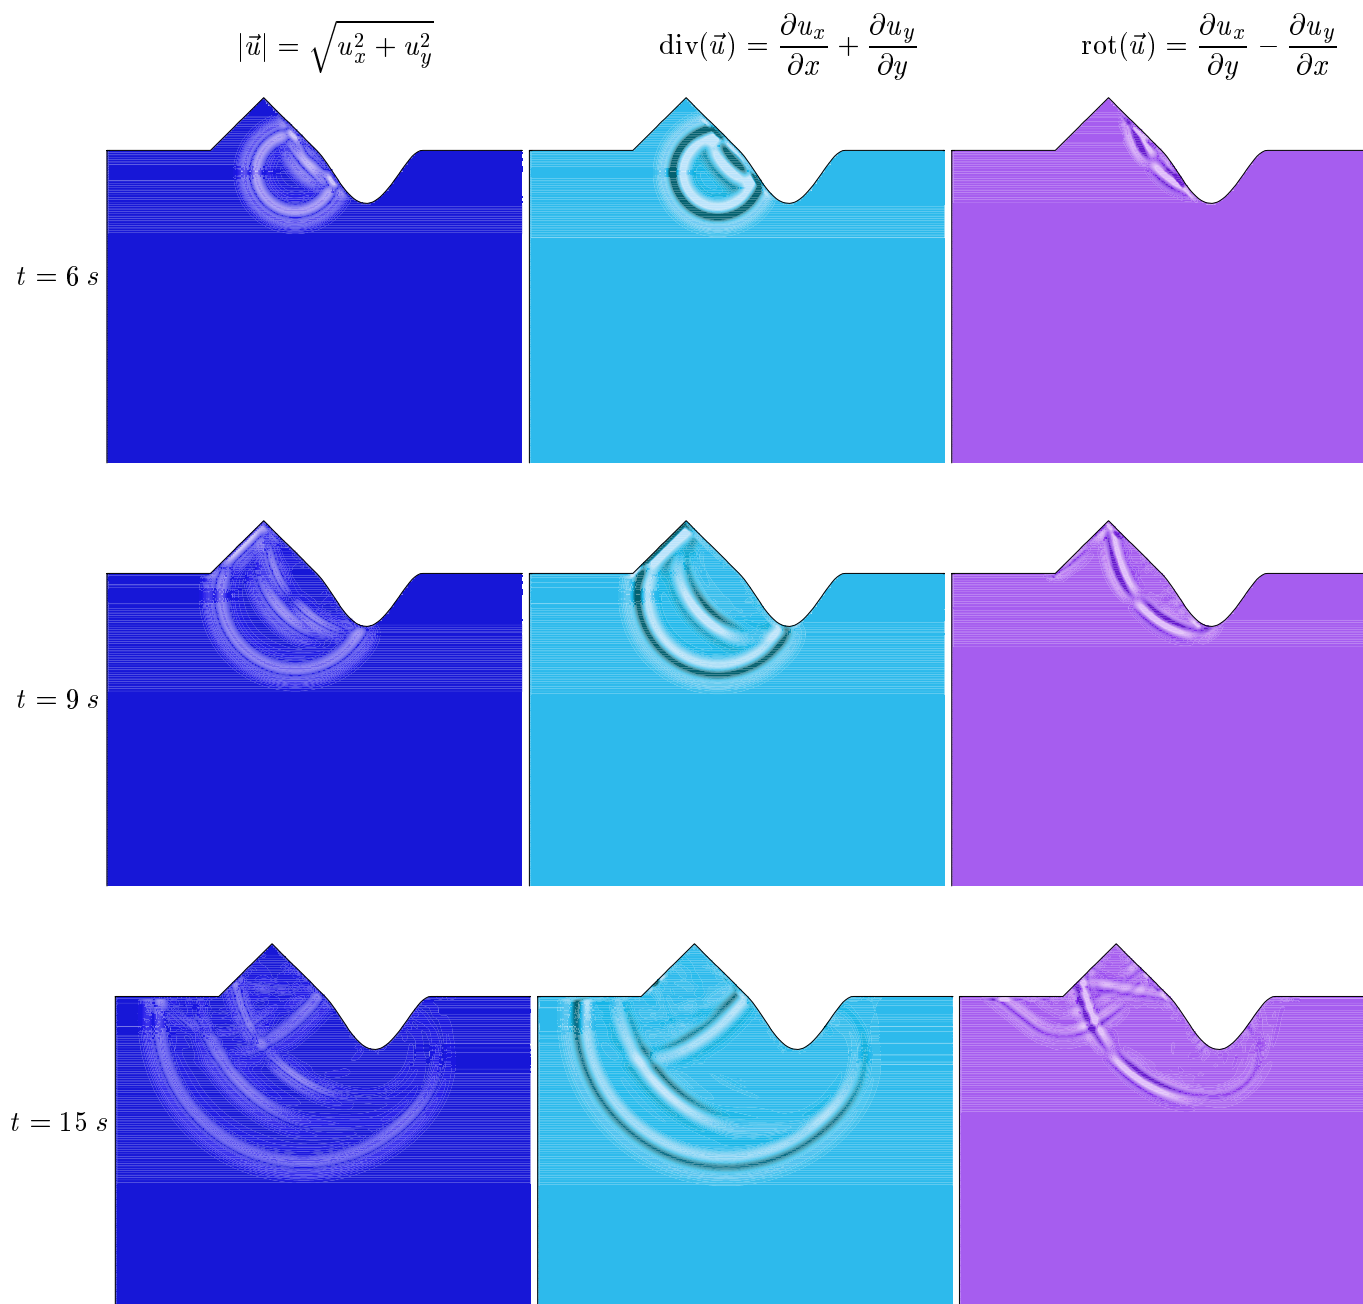 |\vec{u}| = \sqrt{u_x^2 + u_y^2}
div(\vec{u}) = \frac{\partial u_x}{\partial x} + \frac{\partial u_y}{\partial y}
rot(\vec{u}) = \frac{\partial u_x}{\partial y} − \frac{\partial u_y}{\partial x}
t = 6 s
t = 9 s
t = 15 s